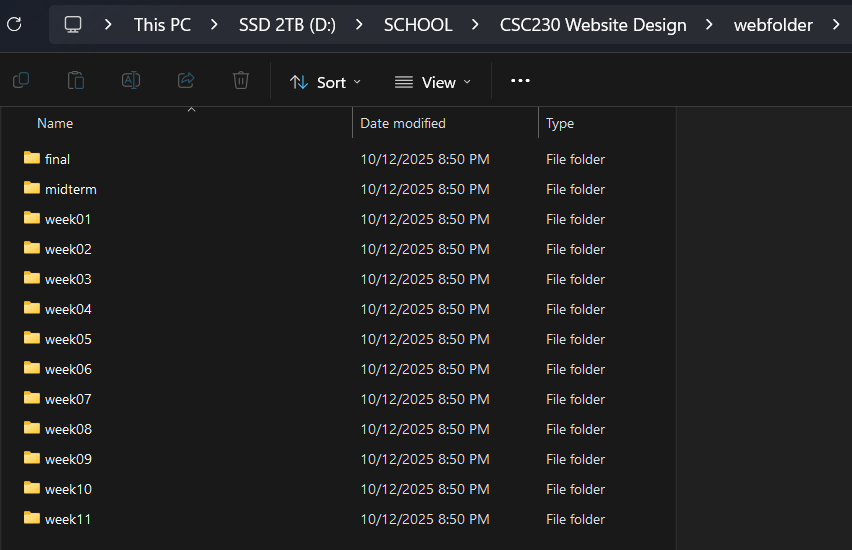 This PC > SSD 2TB (D:) > SCHOOL > CSC230 Website Design > webfolder >
Sort View ...
Name Date modified Type
final 10/12/2025 8:50 PM File folder
midterm 10/12/2025 8:50 PM File folder
week01 10/12/2025 8:50 PM File folder
week02 10/12/2025 8:50 PM File folder
week03 10/12/2025 8:50 PM File folder
week04 10/12/2025 8:50 PM File folder
week05 10/12/2025 8:50 PM File folder
week06 10/12/2025 8:50 PM File folder
week07 10/12/2025 8:50 PM File folder
week08 10/12/2025 8:50 PM File folder
week09 10/12/2025 8:50 PM File folder
week10 10/12/2025 8:50 PM File folder
week11 10/12/2025 8:50 PM File folder